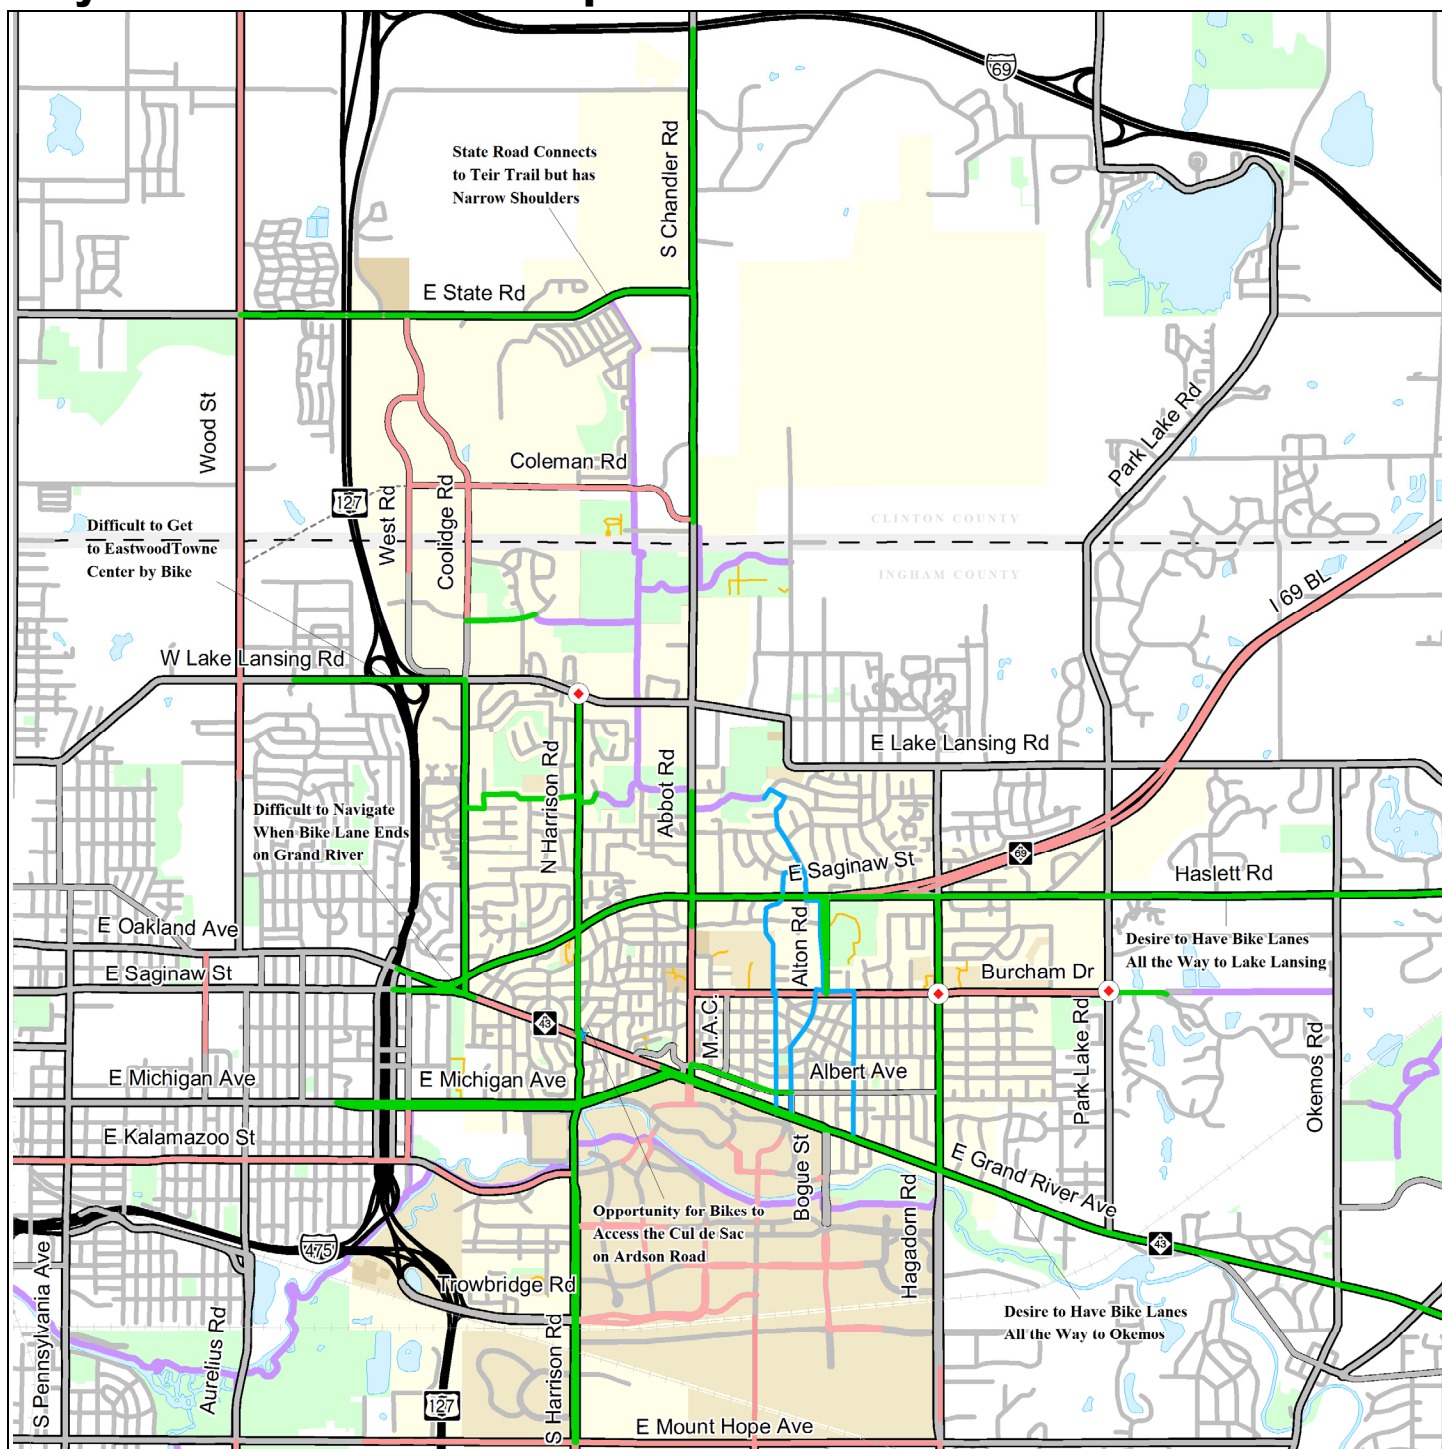 69
State Road Connects
to Teir Trail but has
Narrow Shoulders
S Chandler Rd
E State Rd
Wood St
Park Lake Rd
Coleman Rd
127
West Rd
Coolidge Rd
Difficult to Get
to EastwoodTowne
Center by Bike
CLINTON COUNTY
INGHAM COUNTY
I 69 BL
W Lake Lansing Rd
E Lake Lansing Rd
N Harrison Rd
Abbot Rd
Difficult to Navigate
When Bike Lane Ends
on Grand River
E Saginaw St
69
Haslett Rd
E Oakland Ave
E Saginaw St
Alton Rd
Burcham Dr
Desire to Have Bike Lanes
All the Way to Lake Lansing
43
M.A.C.
Park Lake Rd
Okemos Rd
E Michigan Ave
E Michigan Ave
Albert Ave
E Kalamazoo St
Bogue St
E Grand River Ave
Hagadorn Rd
Opportunity for Bikes to
Access the Cul de Sac
on Ardson Road
475
43
Trowbridge Rd
S Pennsylvania Ave
Aurelius Rd
S Harrison Rd
Desire to Have Bike Lanes
All the Way to Okemos
127
E Mount Hope Ave